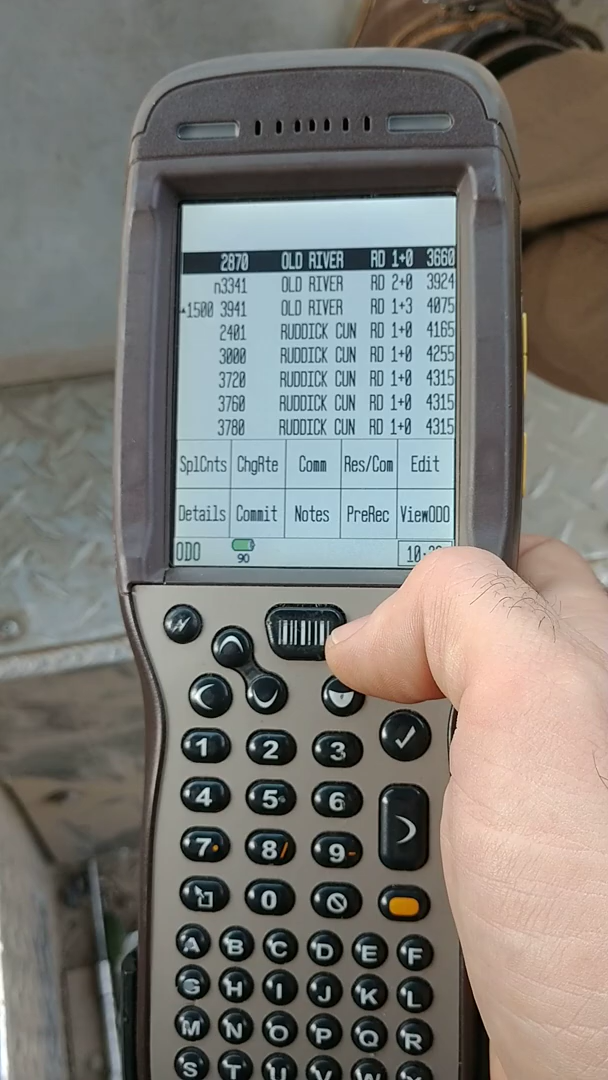 2870 OLD RIVER RD 1+0 3660
n3341 OLD RIVER RD 2+0 3924
1500 3941 OLD RIVER RD 1+3 4075
2401 RUDDICK CUN RD 1+0 4165
3000 RUDDICK CUN RD 1+0 4255
3720 RUDDICK CUN RD 1+0 4315
3760 RUDDICK CUN RD 1+0 4315
3780 RUDDICK CUN RD 1+0 4315
SplCnts ChgRte Comm Res/Com Edit
Details Commit Notes PreRec ViewODO
ODO 90
1 2 3
4 5 6
7 8/ 9-
0
A B C D E F
G H I J K L
M N O P Q R
S T U V W X